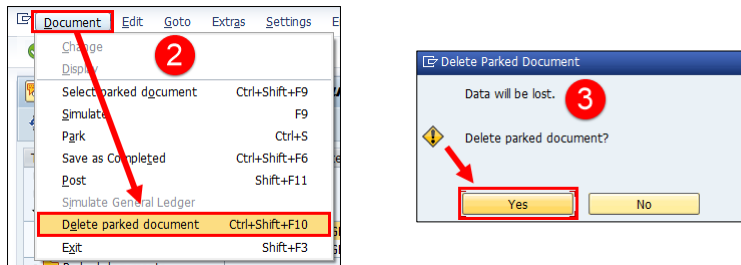 Document Edit Goto Extras Settings E
Change
2
Display
Select parked document Ctrl+Shift+F9
Simulate F9
Park Ctrl+S
Save as Completed Ctrl+Shift+F6
Post Shift+F11
Simulate General Ledger
Delete parked document Ctrl+Shift+F10
Exit Shift+F3
Delete Parked Document
Data will be lost.
3
Delete parked document?
Yes No